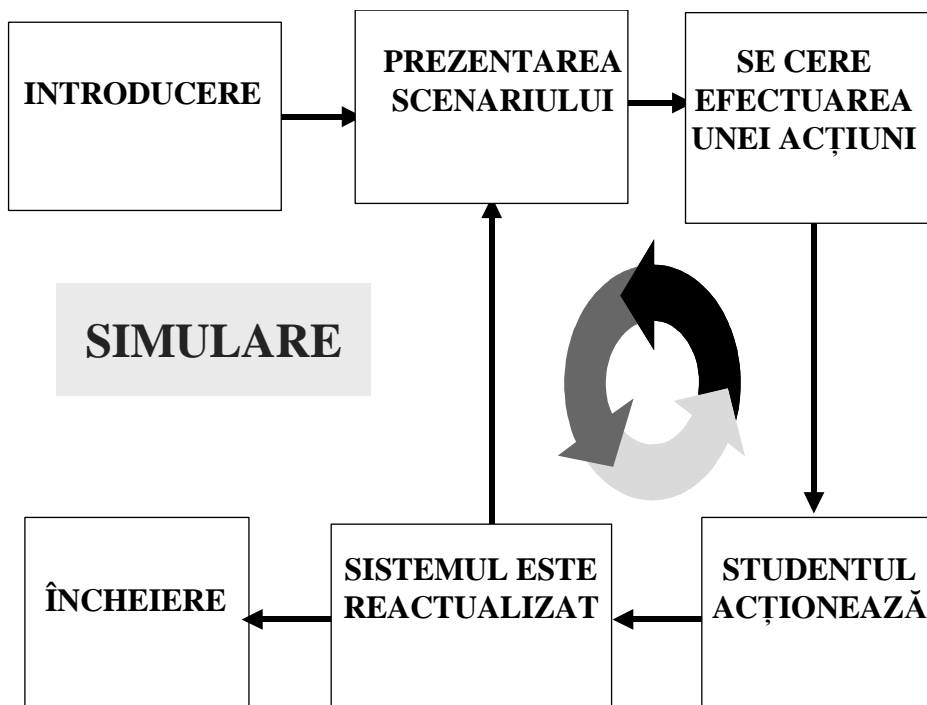 INTRODUCERE
PREZENTAREA
SCENARIULUI
SE CERE
EFECTUAREA
UNEI ACȚIUNI
SIMULARE
ÎNCHEIERE
SISTEMUL ESTE
REACTUALIZAT
STUDENTUL
ACȚIONEAZĂ